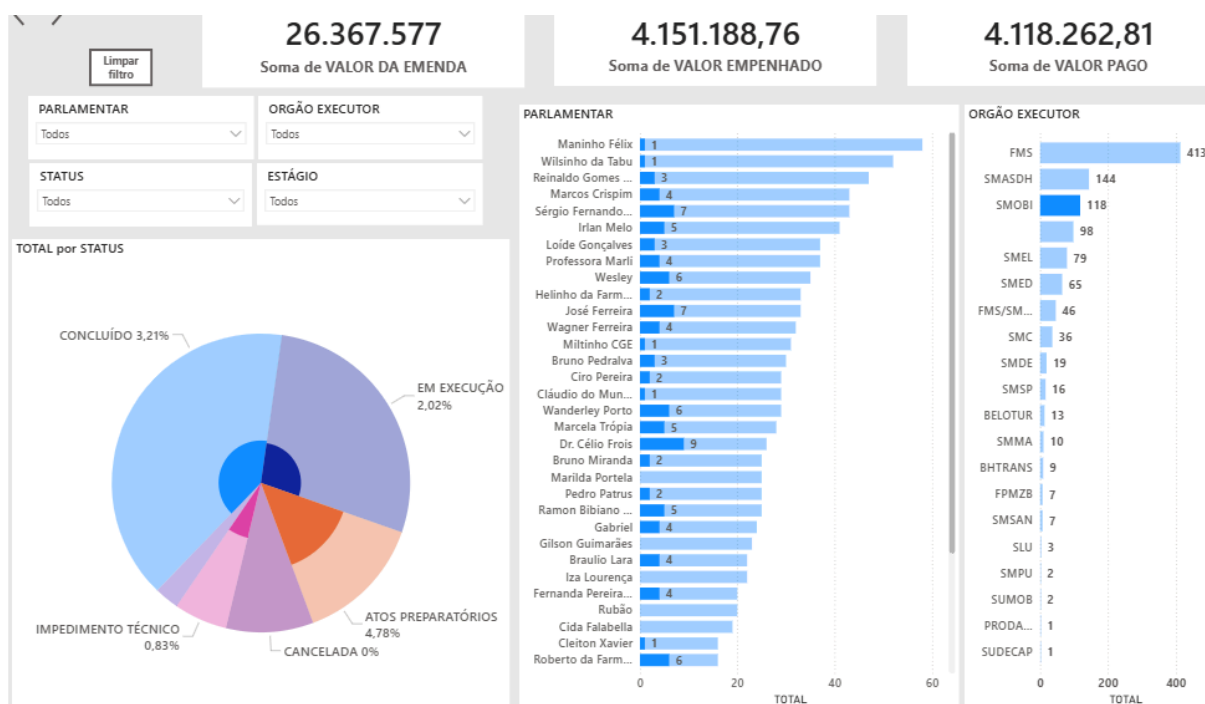 26.367.577
Soma de VALOR DA EMENDA
4.151.188,76
Soma de VALOR EMPENHADO
4.118.262,81
Soma de VALOR PAGO
Limpar
filtro
PARLAMENTAR
Todos
ORGÃO EXECUTOR
Todos
STATUS
Todos
ESTÁGIO
Todos
TOTAL por STATUS
CONCLUÍDO 3,21%
EM EXECUÇÃO
2,02%
ATOS PREPARATÓRIOS
4,78%
CANCELADA 0%
IMPEDIMENTO TÉCNICO
0,83%
PARLAMENTAR
Maninho Félix 1
Wilsinho da Tabu 1
Reinaldo Gomes ... 3
Marcos Crispim 4
Sérgio Fernando... 7
Irlan Melo 5
Loíde Gonçalves 3
Professora Marli 4
Wesley 6
Helinho da Farm... 2
José Ferreira 7
Wagner Ferreira 4
Miltinho CGE 1
Bruno Pedralva 3
Ciro Pereira 2
Cláudio do Mun... 1
Wanderley Porto 6
Marcela Trópia 5
Dr. Célio Frois 9
Bruno Miranda 2
Marilda Portela
Pedro Patrus 2
Ramon Bibiano ... 5
Gabriel 4
Gilson Guimarães
Braulio Lara 4
Iza Lourença
Fernanda Pereira... 4
Rubão
Cida Falabella
Cleiton Xavier 1
Roberto da Farm... 6
0 20 40 60
TOTAL
ORGÃO EXECUTOR
FMS 413
SMASDH 144
SMOBI 118
98
SMEL 79
SMED 65
FMS/SM... 46
SMC 36
SMDE 19
SMSP 16
BELOTUR 13
SMMA 10
BHTRANS 9
FPMZB 7
SMSAN 7
SLU 3
SMPU 2
SUMOB 2
PRODA... 1
SUDECAP 1
0 200 400
TOTAL